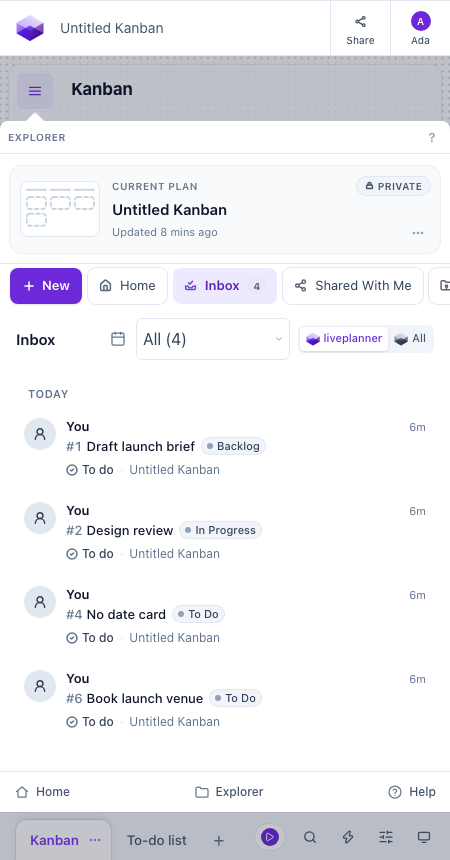 Untitled Kanban
Share
A
Ada
Kanban
EXPLORER
?
CURRENT PLAN
PRIVATE
Untitled Kanban
Updated 8 mins ago
New
Home
Inbox 4
Shared With Me
Inbox
All (4)
liveplanner
All
TODAY
You 6m
#1 Draft launch brief Backlog
To do · Untitled Kanban
You 6m
#2 Design review In Progress
To do · Untitled Kanban
You 6m
#4 No date card To Do
To do · Untitled Kanban
You 6m
#6 Book launch venue To Do
To do · Untitled Kanban
Home
Explorer
Help
Kanban
To-do list